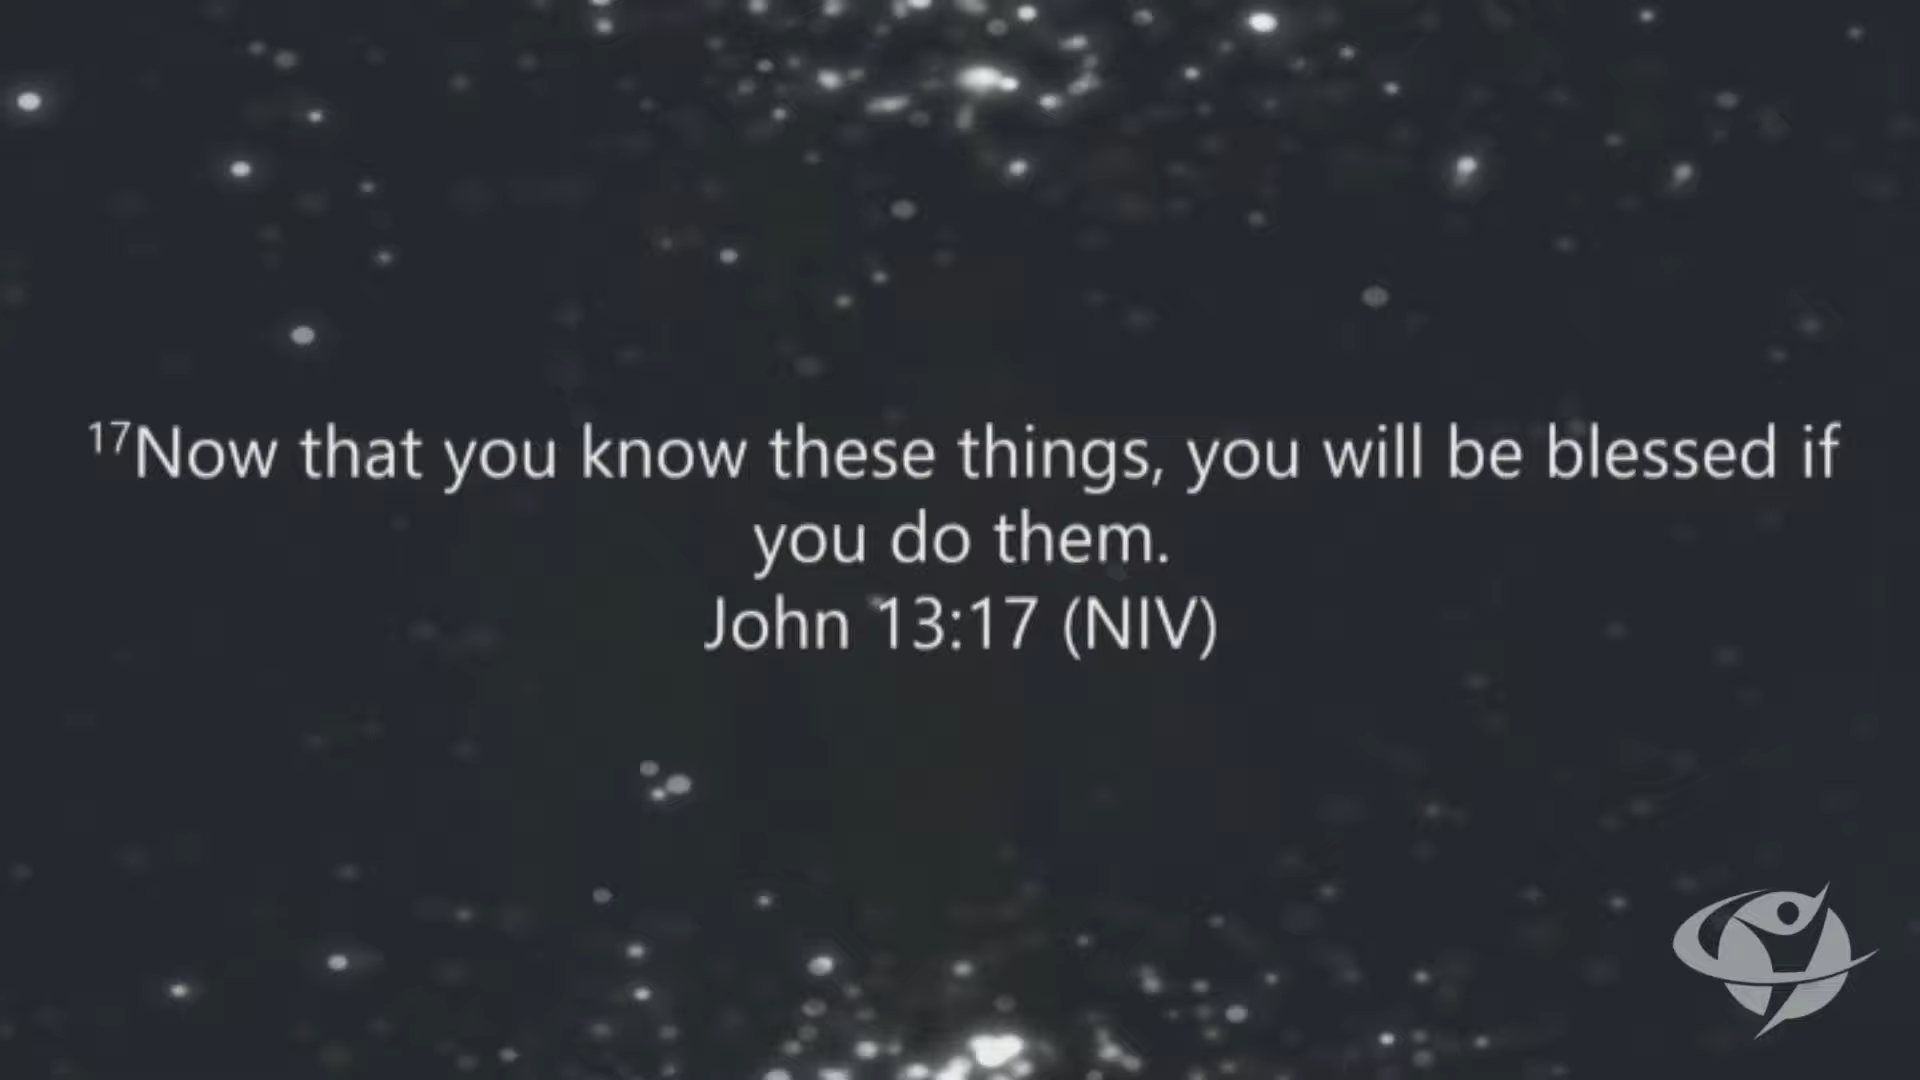 ¹⁷Now that you know these things, you will be blessed if
you do them.
John 13:17 (NIV)